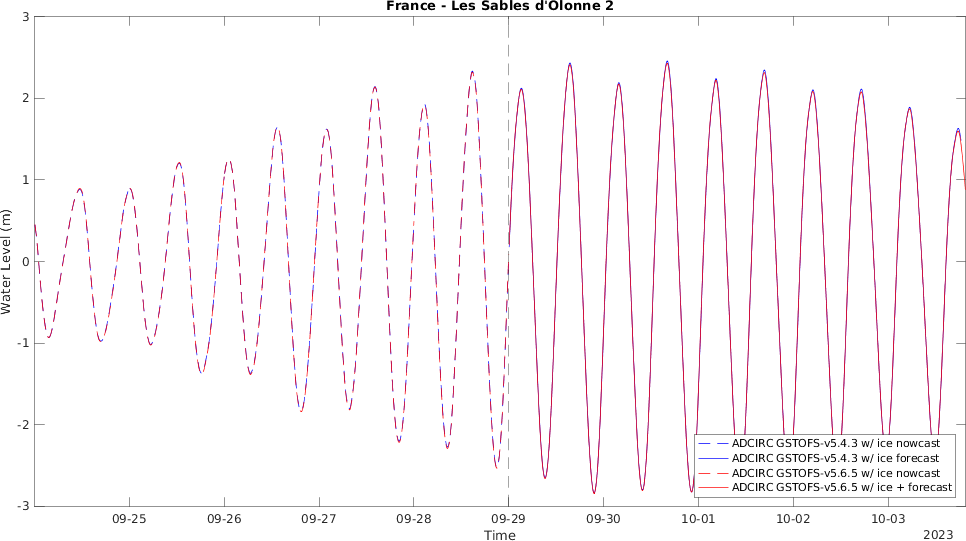 France - Les Sables d'Olonne 2
3
2
1
0
-1
-2
-3
Water Level (m)
ADCIRC GSTOFS-v5.4.3 w/ ice nowcast
ADCIRC GSTOFS-v5.4.3 w/ ice forecast
ADCIRC GSTOFS-v5.6.5 w/ ice nowcast
ADCIRC GSTOFS-v5.6.5 w/ ice + forecast
09-25 09-26 09-27 09-28 09-29 09-30 10-01 10-02 10-03
Time
2023